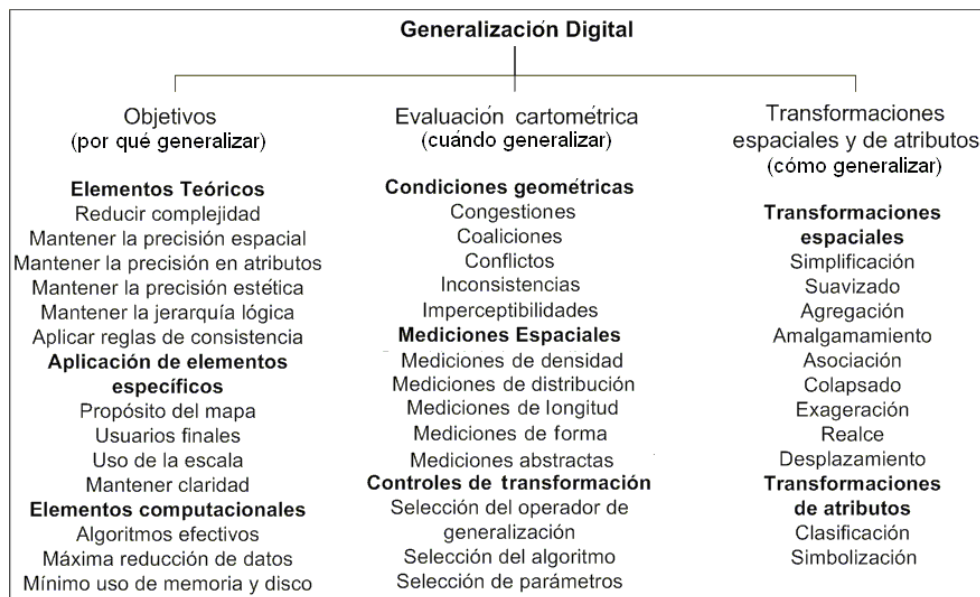 Generalización Digital
Objetivos
(por qué generalizar)
Elementos Teóricos
Reducir complejidad
Mantener la precisión espacial
Mantener la precisión en atributos
Mantener la precisión estética
Mantener la jerarquía lógica
Aplicar reglas de consistencia
Aplicación de elementos
específicos
Propósito del mapa
Usuarios finales
Uso de la escala
Mantener claridad
Elementos computacionales
Algoritmos efectivos
Máxima reducción de datos
Mínimo uso de memoria y disco
Evaluación cartométrica
(cuándo generalizar)
Condiciones geométricas
Congestiones
Coaliciones
Conflictos
Inconsistencias
Imperceptibilidades
Mediciones Espaciales
Mediciones de densidad
Mediciones de distribución
Mediciones de longitud
Mediciones de forma
Mediciones abstractas
Controles de transformación
Selección del operador de
generalización
Selección del algoritmo
Selección de parámetros
Transformaciones
espaciales y de atributos
(cómo generalizar)
Transformaciones
espaciales
Simplificación
Suavizado
Agregación
Amalgamamiento
Asociación
Colapsado
Exageración
Realce
Desplazamiento
Transformaciones
de atributos
Clasificación
Simbolización